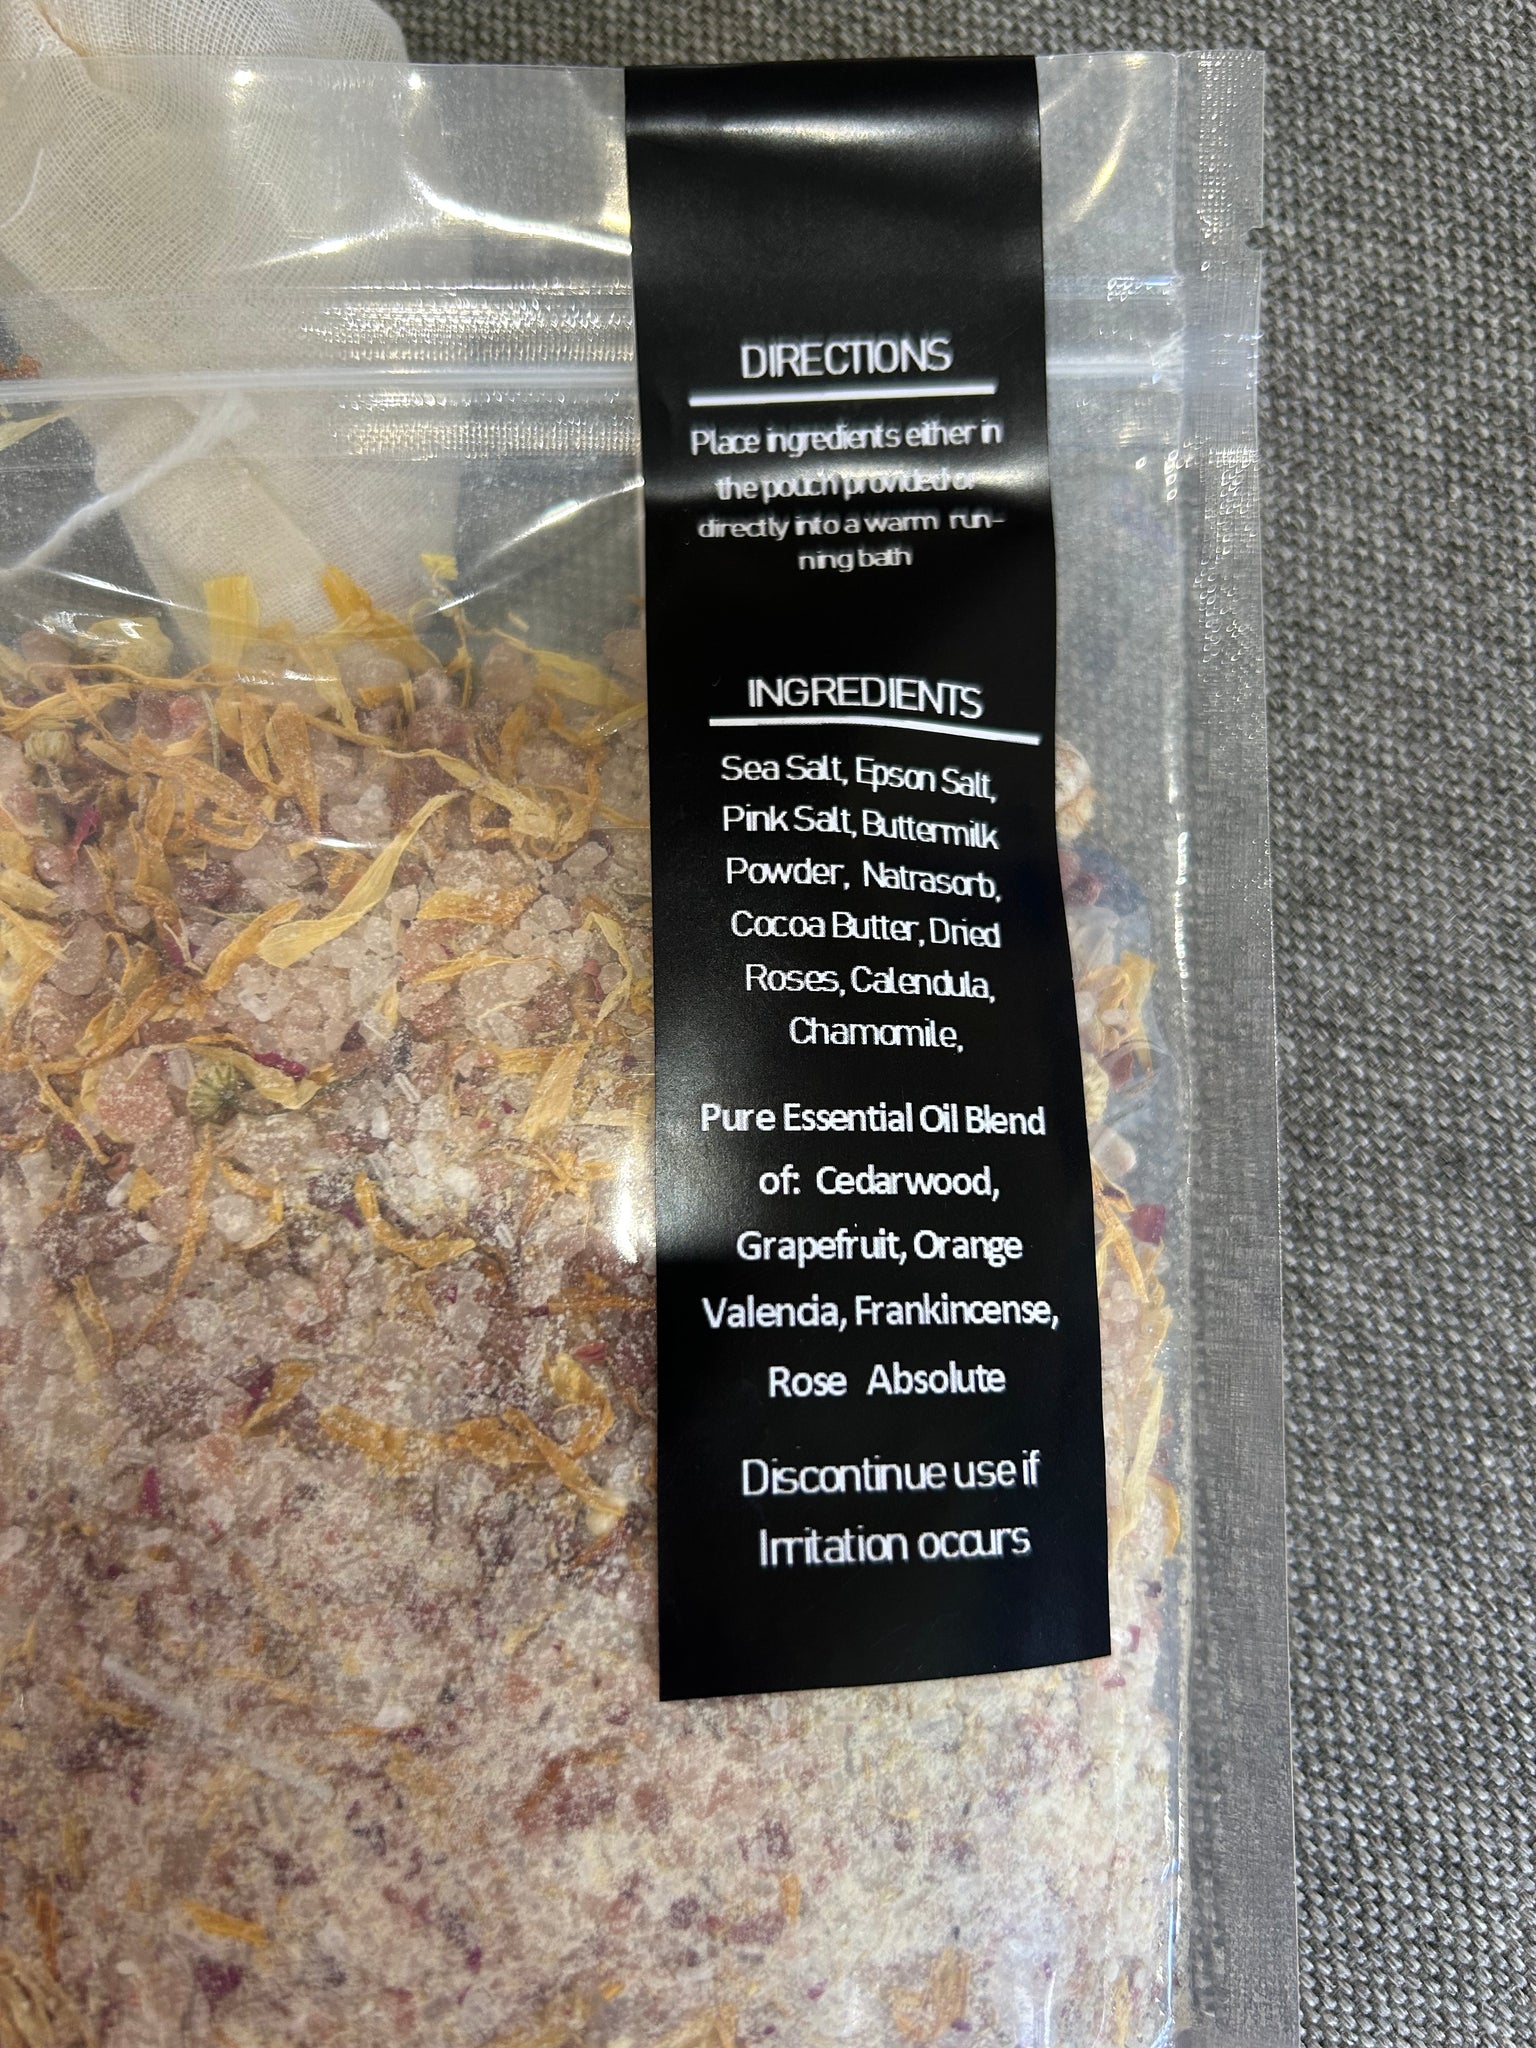 DIRECTIONS
Place ingredients either in
the pouch provided or
directly into a warm run-
ning bath
INGREDIENTS
Sea Salt, Epson Salt,
Pink Salt, Buttermilk
Powder, Natrasorb,
Cocoa Butter, Dried
Roses, Calendula,
Chamomile,
Pure Essential Oil Blend
of: Cedarwood,
Grapefruit, Orange
Valencia, Frankincense,
Rose Absolute
Discontinue use if
Irritation occurs